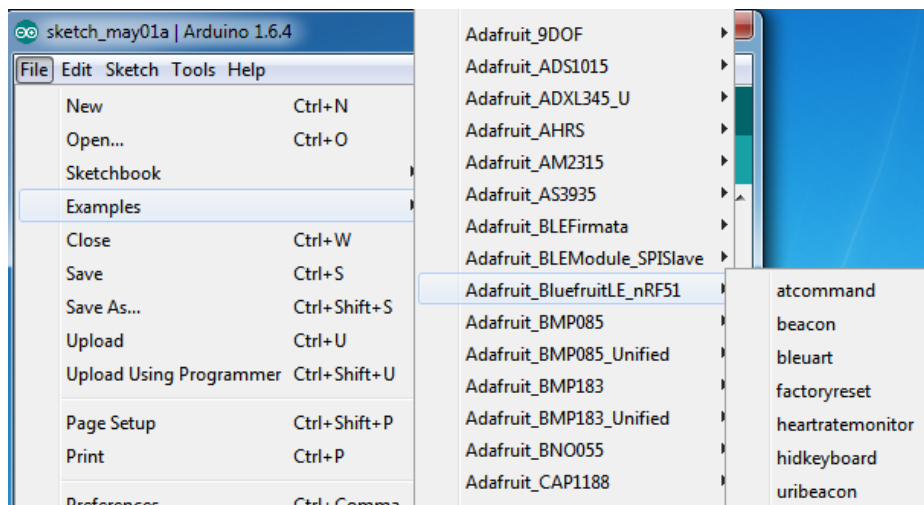 sketch_may01a | Arduino 1.6.4
File Edit Sketch Tools Help
New Ctrl+N
Open... Ctrl+O
Sketchbook
Examples
Close Ctrl+W
Save Ctrl+S
Save As... Ctrl+Shift+S
Upload Ctrl+U
Upload Using Programmer Ctrl+Shift+U
Page Setup Ctrl+Shift+P
Print Ctrl+P
Preferences Ctrl+Comma
Adafruit_9DOF
Adafruit_ADS1015
Adafruit_ADXL345_U
Adafruit_AHRS
Adafruit_AM2315
Adafruit_AS3935
Adafruit_BLEFirmata
Adafruit_BLEModule_SPISlave
Adafruit_BluefruitLE_nRF51
Adafruit_BMP085
Adafruit_BMP085_Unified
Adafruit_BMP183
Adafruit_BMP183_Unified
Adafruit_BNO055
Adafruit_CAP1188
atcommand
beacon
bleuart
factoryreset
heartratemonitor
hidkeyboard
uribeacon